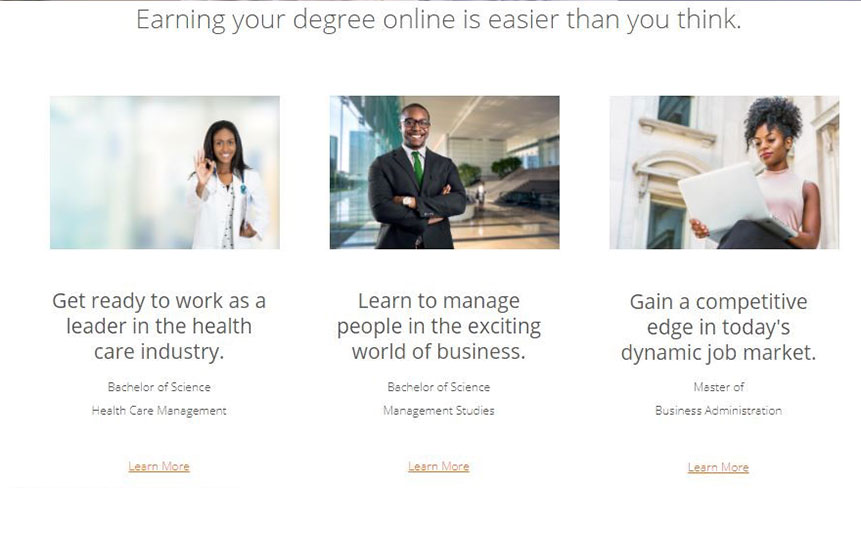 Earning your degree online is easier than you think.
Get ready to work as a
leader in the health
care industry.
Bachelor of Science
Health Care Management
Learn More
Learn to manage
people in the exciting
world of business.
Bachelor of Science
Management Studies
Learn More
Gain a competitive
edge in today's
dynamic job market.
Master of
Business Administration
Learn More